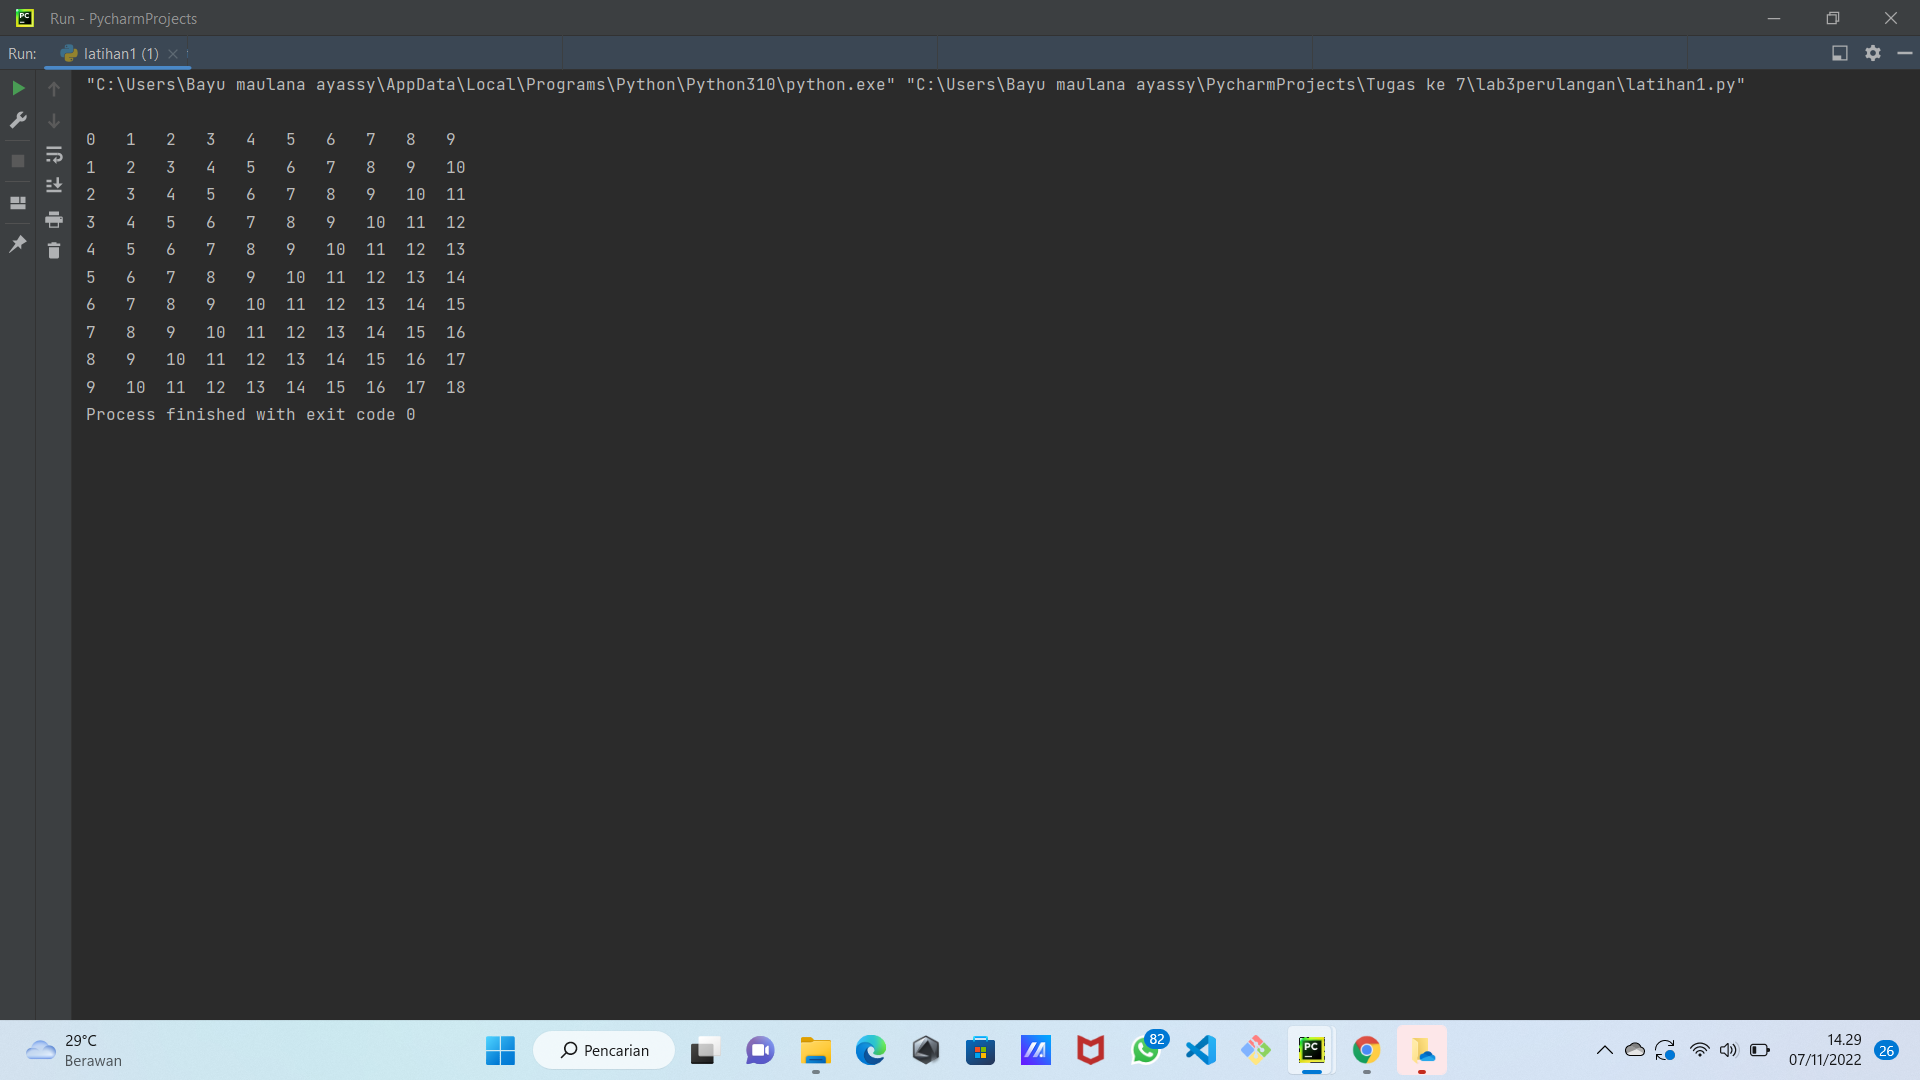 Run - PycharmProjects
Run: latihan1 (1)
"C:\Users\Bayu maulana ayassy\AppData\Local\Programs\Python\Python310\python.exe" "C:\Users\Bayu maulana ayassy\PycharmProjects\Tugas ke 7\lab3perulangan\latihan1.py"
0 1 2 3 4 5 6 7 8 9
1 2 3 4 5 6 7 8 9 10
2 3 4 5 6 7 8 9 10 11
3 4 5 6 7 8 9 10 11 12
4 5 6 7 8 9 10 11 12 13
5 6 7 8 9 10 11 12 13 14
6 7 8 9 10 11 12 13 14 15
7 8 9 10 11 12 13 14 15 16
8 9 10 11 12 13 14 15 16 17
9 10 11 12 13 14 15 16 17 18
Process finished with exit code 0
29°C
Berawan
Pencarian
82
14.29
07/11/2022
26